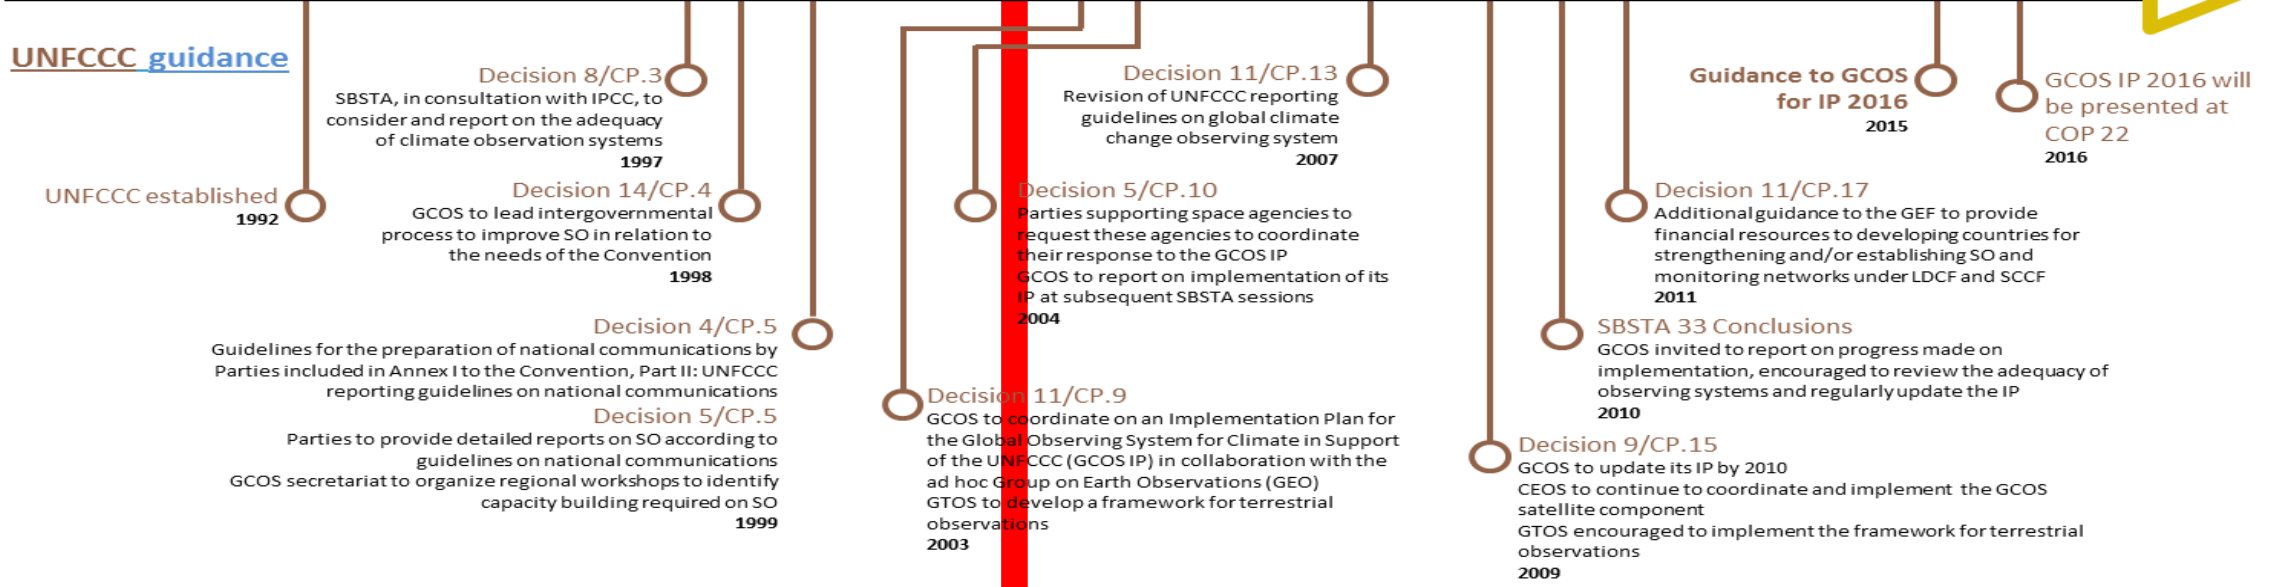 UNFCCC guidance
UNFCCC established
1992
Decision 8/CP.3
SBSTA, in consultation with IPCC, to
consider and report on the adequacy
of climate observation systems
1997
Decision 14/CP.4
GCOS to lead intergovernmental
process to improve SO in relation to
the needs of the Convention
1998
Decision 4/CP.5
Guidelines for the preparation of national communications by
Parties included in Annex I to the Convention, Part II: UNFCCC
reporting guidelines on national communications
Decision 5/CP.5
Parties to provide detailed reports on SO according to
guidelines on national communications
GCOS secretariat to organize regional workshops to identify
capacity building required on SO
1999
Decision 11/CP.9
GCOS to coordinate on an Implementation Plan for
the Global Observing System for Climate in Support
of the UNFCCC (GCOS IP) in collaboration with the
ad hoc Group on Earth Observations (GEO)
GTOS to develop a framework for terrestrial
observations
2003
Decision 5/CP.10
Parties supporting space agencies to
request these agencies to coordinate
their response to the GCOS IP
GCOS to report on implementation of its
IP at subsequent SBSTA sessions
2004
Decision 11/CP.13
Revision of UNFCCC reporting
guidelines on global climate
change observing system
2007
Decision 9/CP.15
GCOS to update its IP by 2010
CEOS to continue to coordinate and implement the GCOS
satellite component
GTOS encouraged to implement the framework for terrestrial
observations
2009
SBSTA 33 Conclusions
GCOS invited to report on progress made on
implementation, encouraged to review the adequacy of
observing systems and regularly update the IP
2010
Decision 11/CP.17
Additional guidance to the GEF to provide
financial resources to developing countries for
strengthening and/or establishing SO and
monitoring networks under LDCF and SCCF
2011
Guidance to GCOS
for IP 2016
2015
GCOS IP 2016 will
be presented at
COP 22
2016